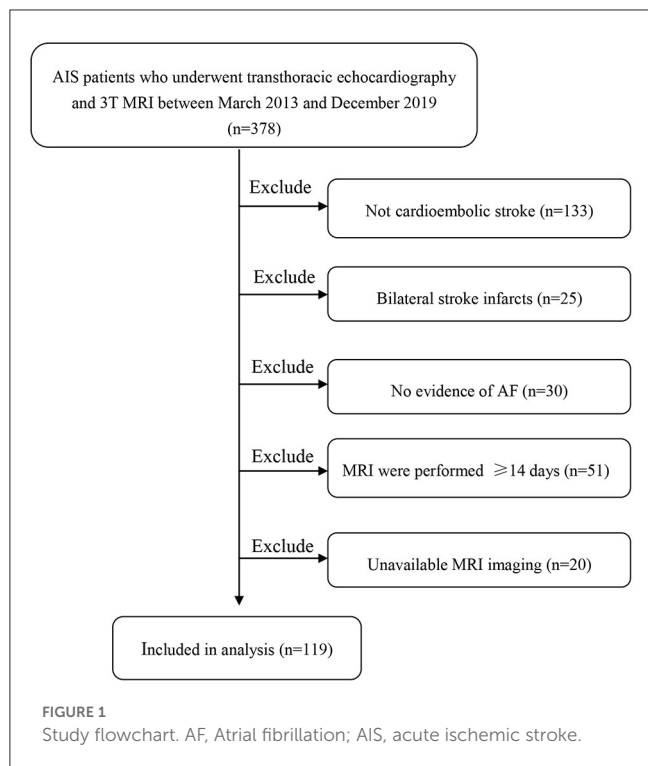 AIS patients who underwent transthoracic echocardiography
and 3T MRI between March 2013 and December 2019
(n=378)
Exclude
Not cardioembolic stroke (n=133)
Exclude
Bilateral stroke infarcts (n=25)
Exclude
No evidence of AF (n=30)
Exclude
MRI were performed ⩾14 days (n=51)
Exclude
Unavailable MRI imaging (n=20)
Included in analysis (n=119)
FIGURE 1
Study flowchart. AF, Atrial fibrillation; AIS, acute ischemic stroke.